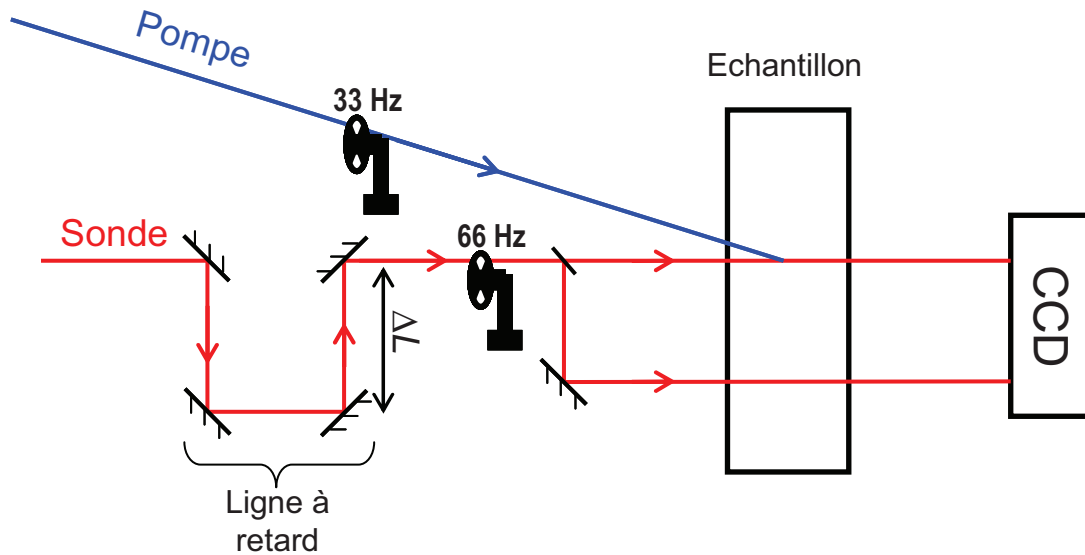 Pompe
Echantillon
33 Hz
Sonde
66 Hz
ΔL
CCD
Ligne à
retard